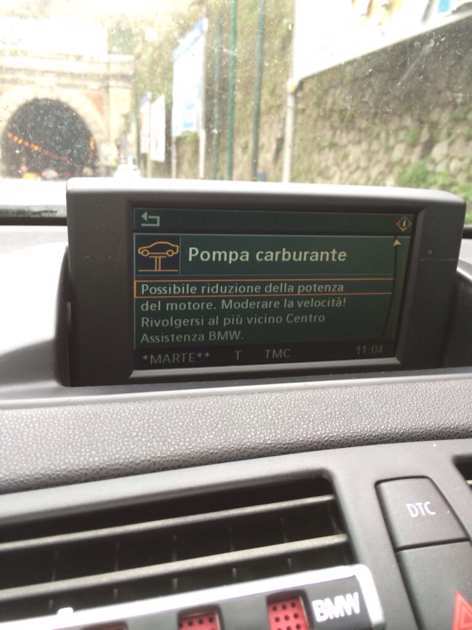 Pompa carburante
Possibile riduzione della potenza
del motore. Moderare la velocità!
Rivolgersi al più vicino Centro
Assistenza BMW.
*MARTE** T TMC 11:04
DTC
BMW